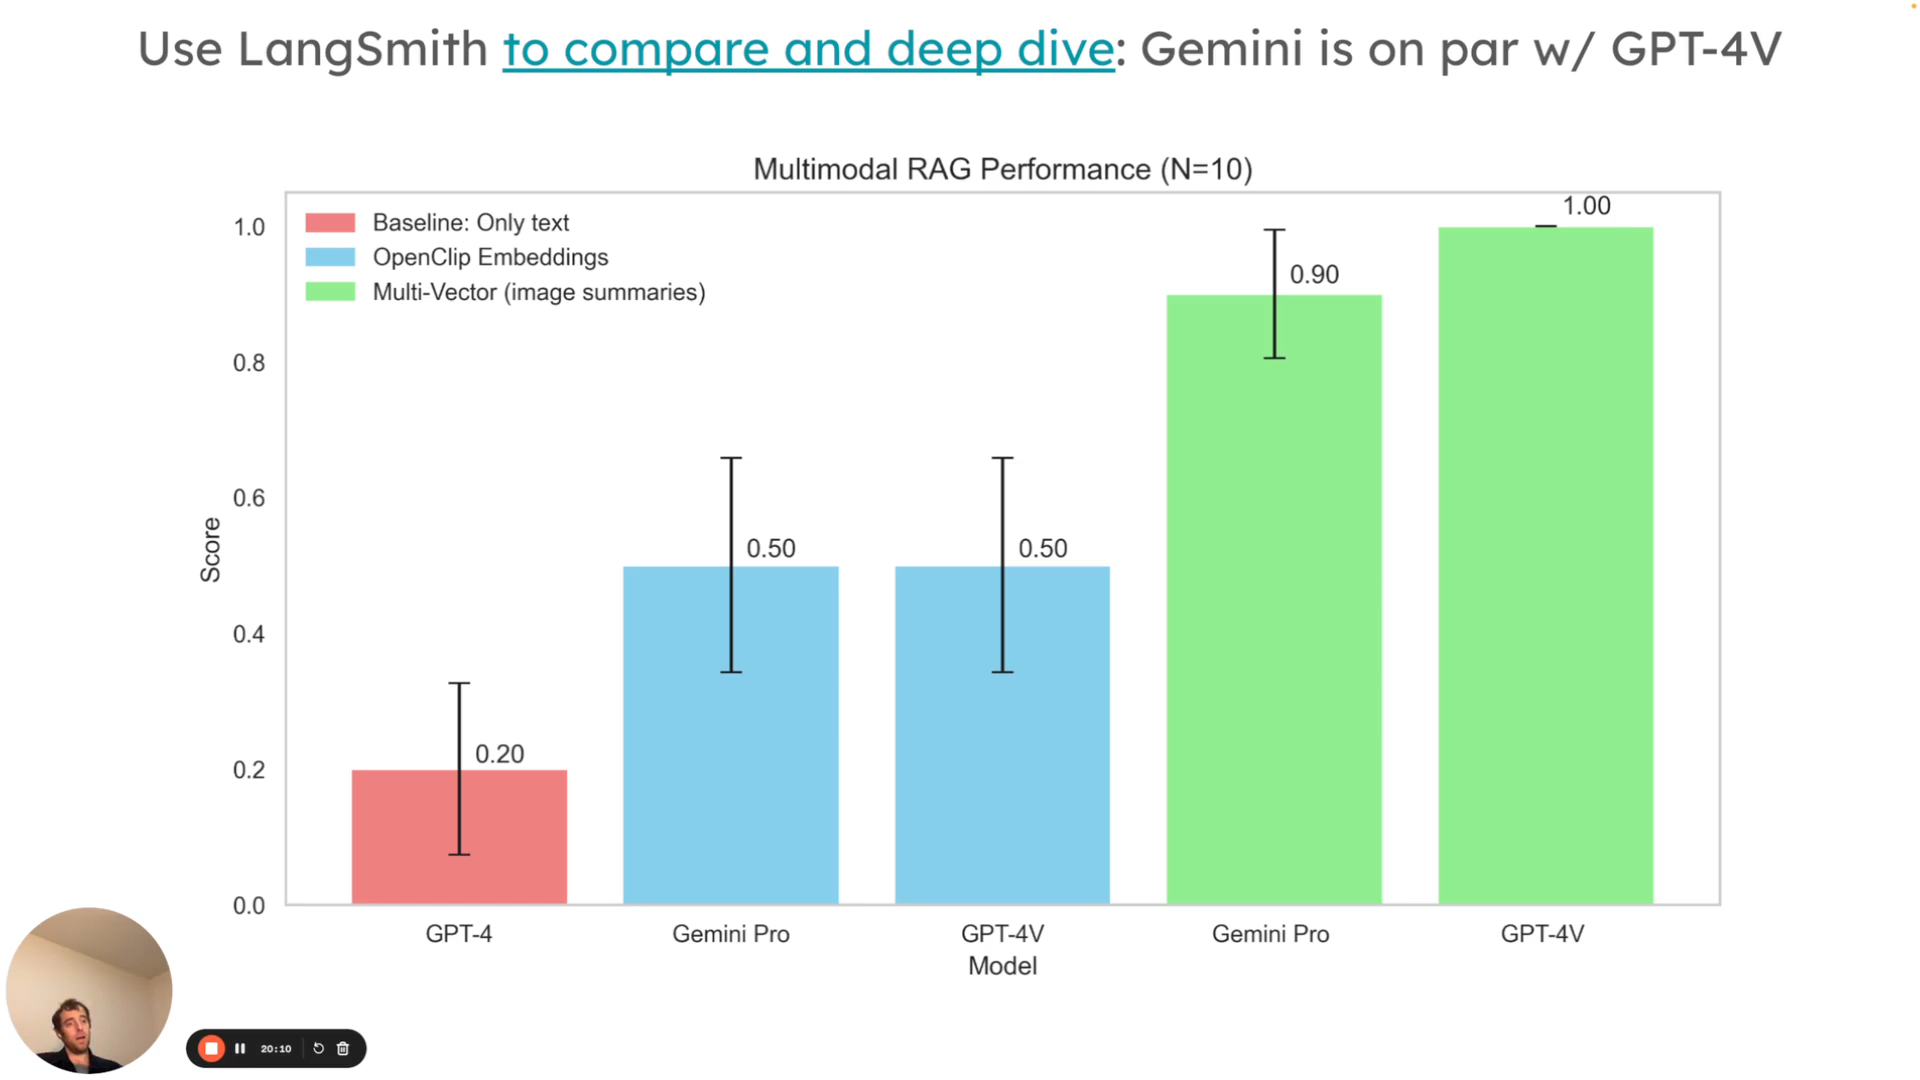 Use LangSmith to compare and deep dive: Gemini is on par w/ GPT-4V
Multimodal RAG Performance (N=10)
Baseline: Only text
OpenClip Embeddings
Multi-Vector (image summaries)
1.0
0.8
0.6
0.4
0.2
0.0
Score
0.20
0.50
0.50
0.90
1.00
GPT-4
Gemini Pro
GPT-4V
Gemini Pro
GPT-4V
Model
20:10